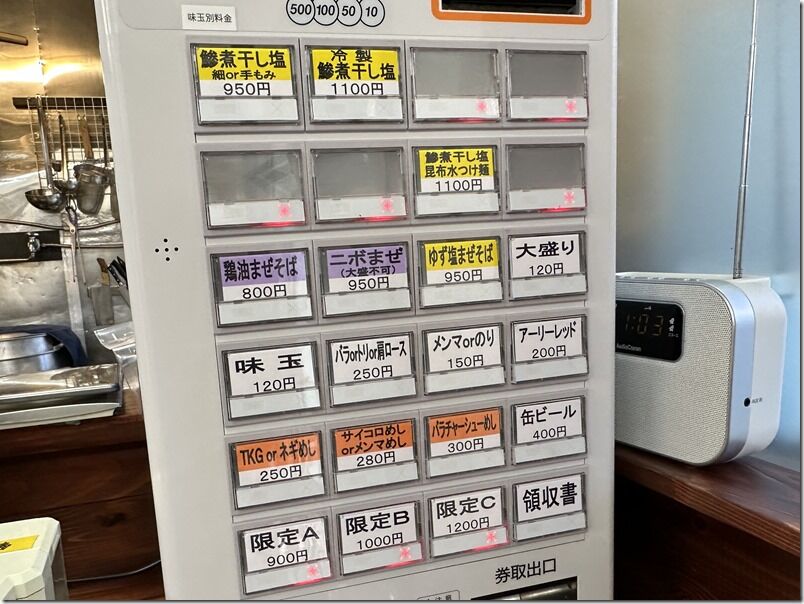 味玉別料金
500 100 50 10
鯵煮干し塩
細or手もみ
950円
冷製
鯵煮干し塩
1100円
鯵煮干し塩
昆布水つけ麺
1100円
鶏油まぜそば
800円
ニボまぜ
(大盛不可)
950円
ゆず塩まぜそば
950円
大盛り
120円
味玉
120円
バラorトリor肩ロース
250円
メンマorのり
150円
アーリーレッド
200円
TKG or ネギめし
250円
サイコロめし
orメンマめし
280円
バラチャーシューめし
300円
缶ビール
400円
限定A
900円
限定B
1000円
限定C
1200円
領収書
券取出口
1:03
AudioComm
AUX IN